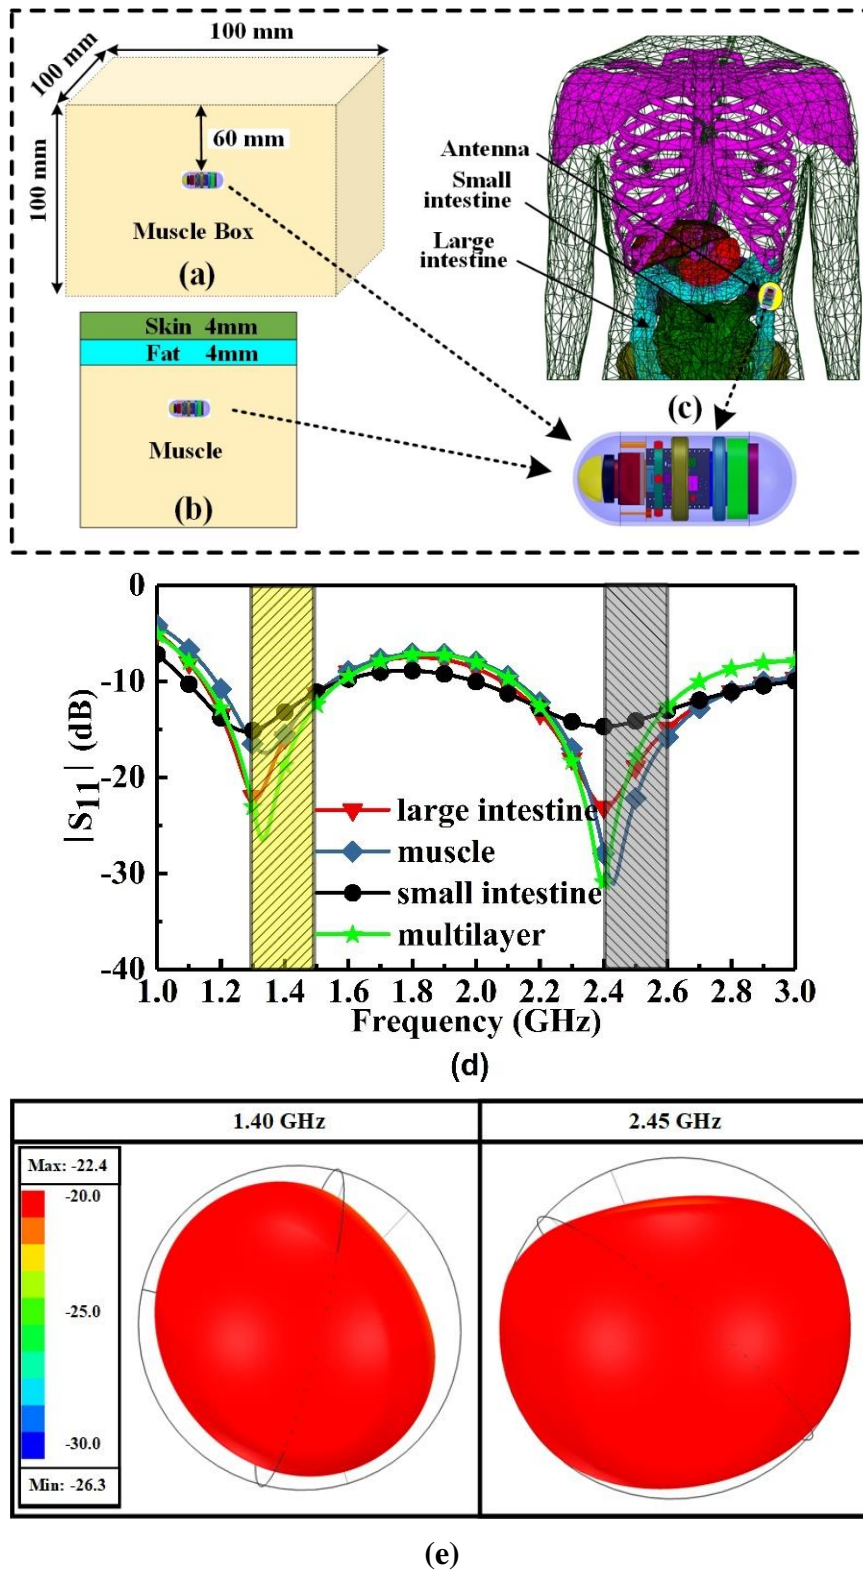 100 mm
100 mm
100 mm
60 mm
Muscle Box
(a)
Skin 4mm
Fat 4mm
Muscle
(b)
Antenna
Small
intestine
Large
intestine
(c)
0
-10
-20
-30
-40
|S11| (dB)
large intestine
muscle
small intestine
multilayer
1.0 1.2 1.4 1.6 1.8 2.0 2.2 2.4 2.6 2.8 3.0
Frequency (GHz)
(d)
1.40 GHz
2.45 GHz
Max: -22.4
-20.0
-25.0
-30.0
Min: -26.3
(e)